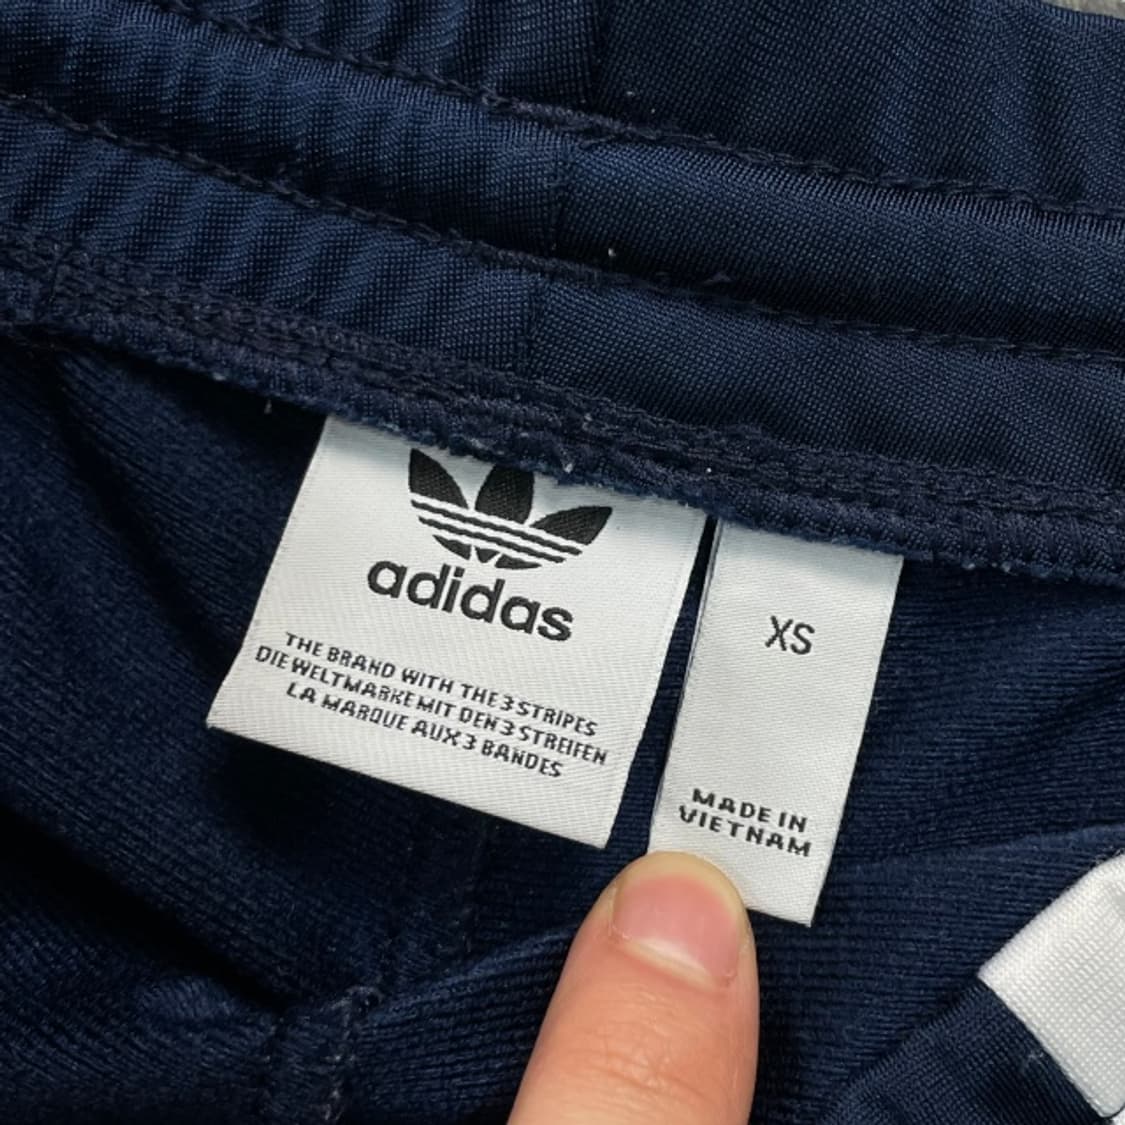 adidas
THE BRAND WITH THE 3 STRIPES
DIE WELTMARKE MIT DEN 3 STREIFEN
LA MARQUE AUX 3 BANDES
XS
MADE IN
VIETNAM